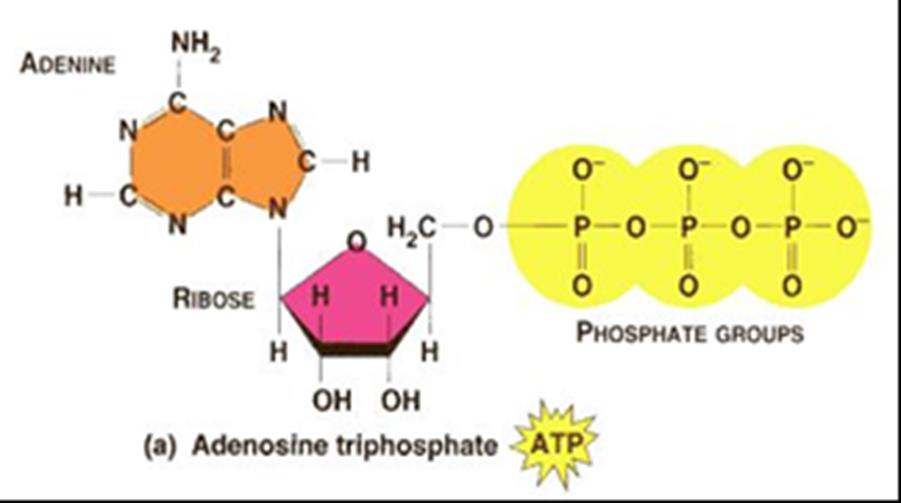 NH2
ADENINE
C
N C N
C H
H C C
N N
H2C O
O
O- O- O-
P O P O P O-
O O O
RIBOSE
H H
H H
OH OH
PHOSPHATE GROUPS
(a) Adenosine triphosphate ATP